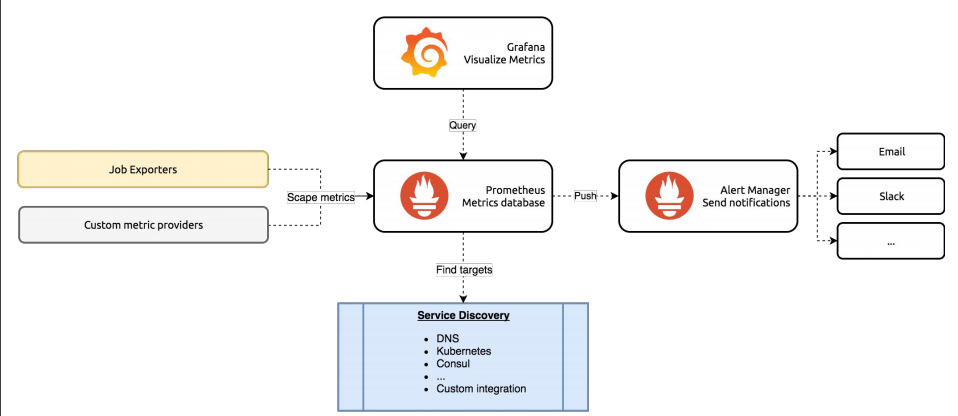 Grafana
Visualize Metrics
Query
Job Exporters
Custom metric providers
Scape metrics
Prometheus
Metrics database
Push
Alert Manager
Send notifications
Email
Slack
...
Find targets
Service Discovery
• DNS
• Kubernetes
• Consul
• ...
• Custom integration